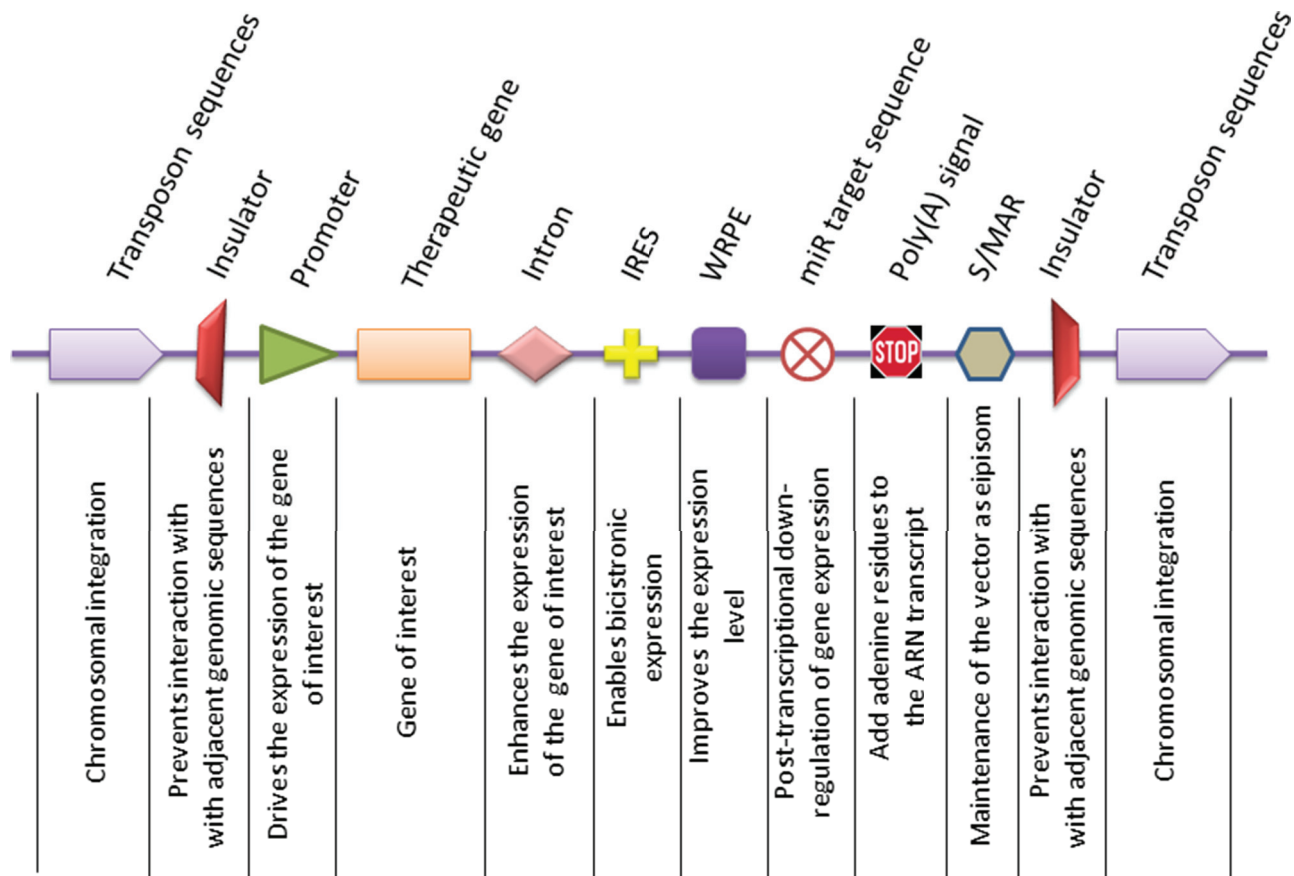 Transposon sequences
Insulator
Promoter
Therapeutic gene
Intron
IRES
WRPE
miR target sequence
Poly(A) signal
S/MAR
Insulator
Transposon sequences
STOP
Chromosomal integration
Prevents interaction with
with adjacent genomic sequences
Drives the expression of the gene
of interest
Gene of interest
Enhances the expression
of the gene of interest
Enables bicistronic
expression
Improves the expression
level
Post-transcriptional down-
regulation of gene expression
Add adenine residues to
the ARN transcript
Maintenance of the vector as eipisom
Prevents interaction with
with adjacent genomic sequences
Chromosomal integration